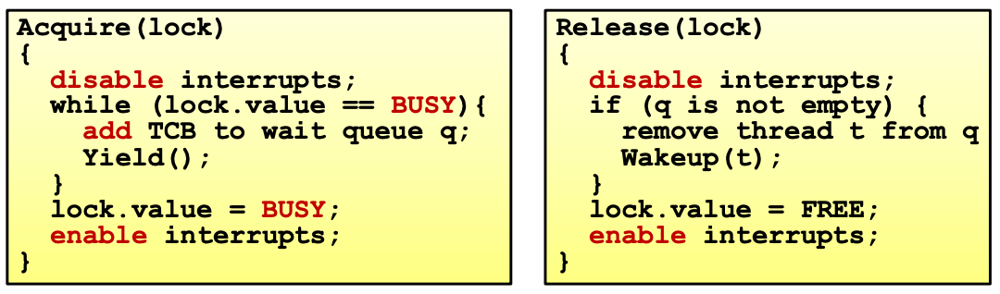 Acquire(lock)
{
  disable interrupts;
  while (lock.value == BUSY){
    add TCB to wait queue q;
    Yield();
  }
  lock.value = BUSY;
  enable interrupts;
}
Release(lock)
{
  disable interrupts;
  if (q is not empty) {
    remove thread t from q
    Wakeup(t);
  }
  lock.value = FREE;
  enable interrupts;
}